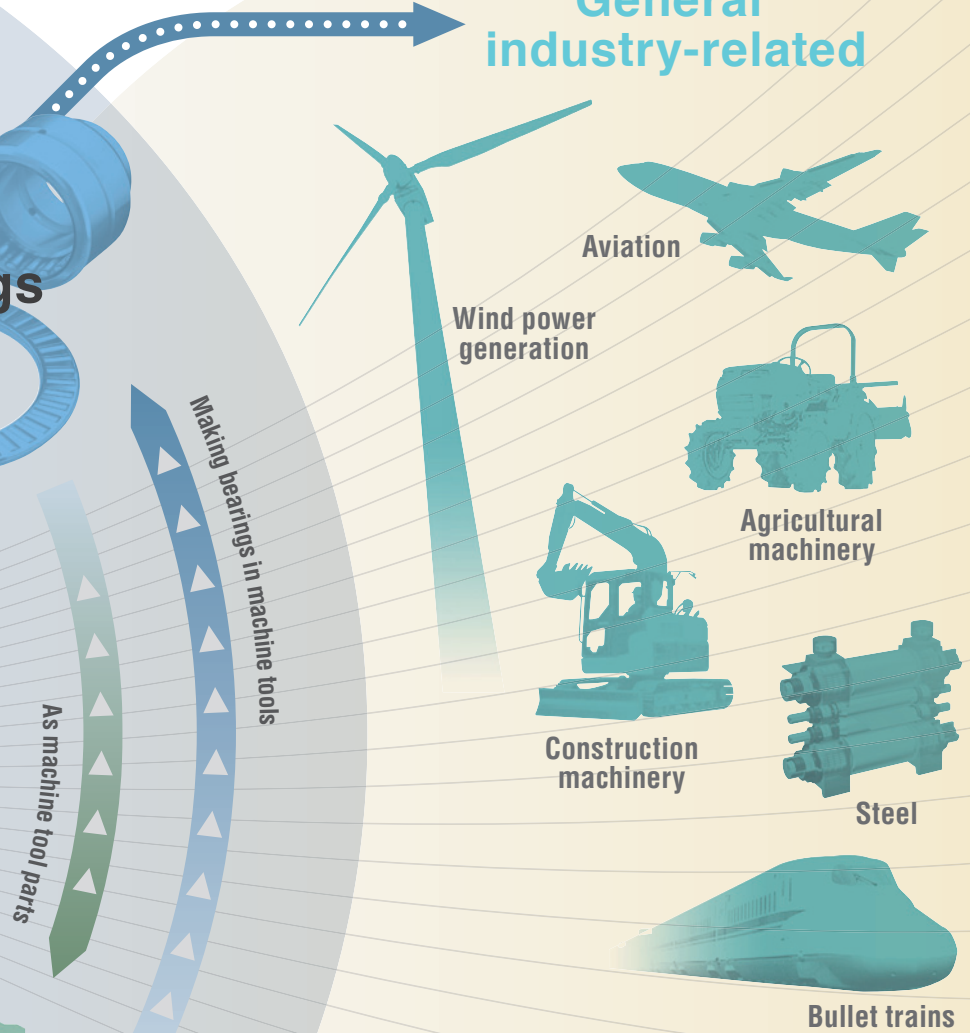 General
industry-related
Aviation
gs
Wind power
generation
Making bearings in machine tools
Agricultural
machinery
As machine tool parts
Construction
machinery
Steel
Bullet trains